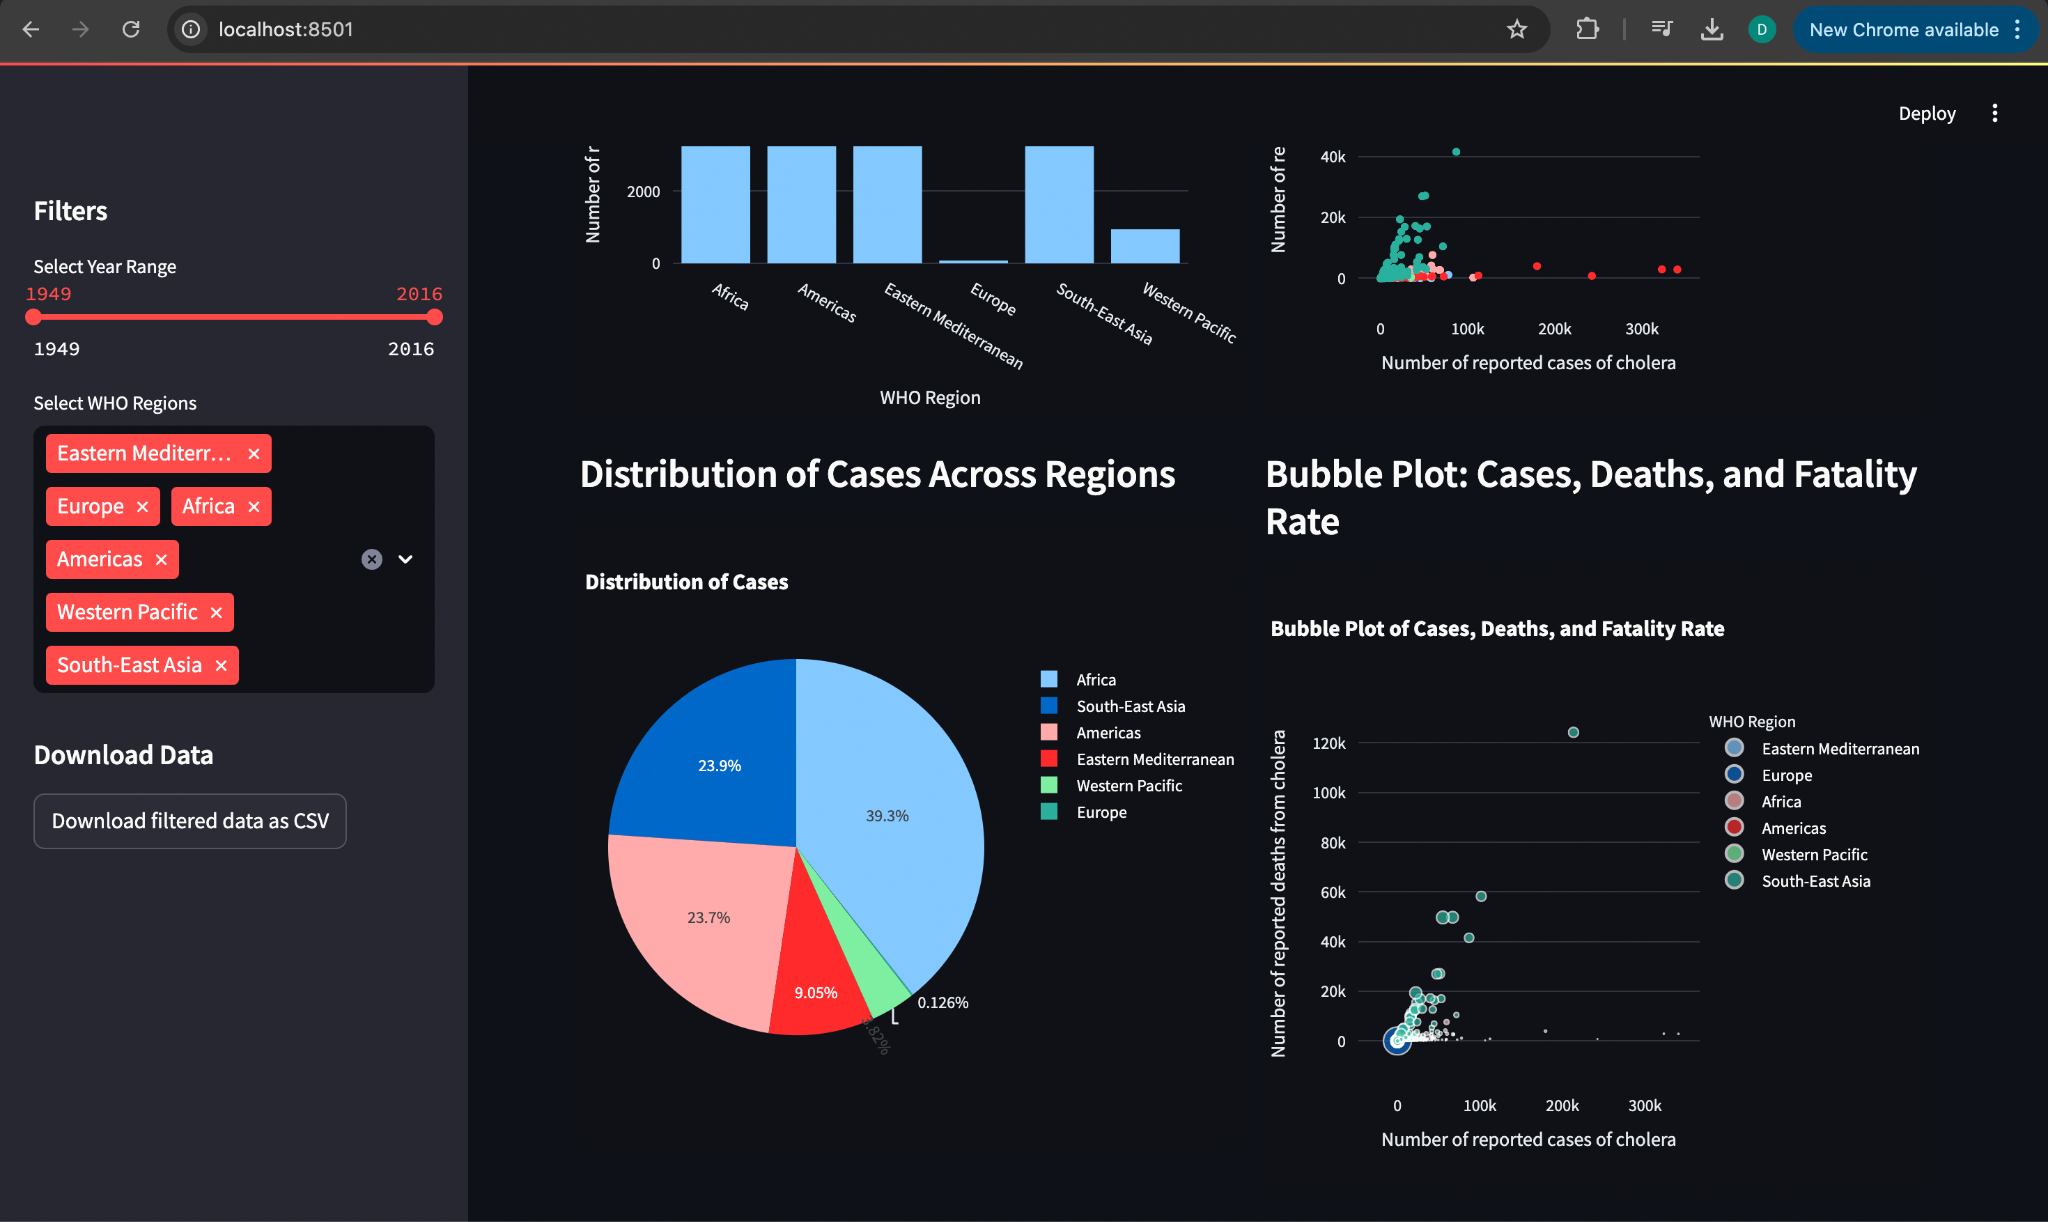 localhost:8501
D
New Chrome available
Deploy
Filters
Select Year Range
1949 2016
1949 2016
Select WHO Regions
Eastern Mediterr... ×
Europe × Africa ×
Americas ×
Western Pacific ×
South-East Asia ×
Download Data
Download filtered data as CSV
Number of r
2000
0
Africa
Americas
Eastern Mediterranean
Europe
South-East Asia
Western Pacific
WHO Region
Number of re
40k
20k
0
0 100k 200k 300k
Number of reported cases of cholera
Distribution of Cases Across Regions
Distribution of Cases
39.3%
23.9%
23.7%
9.05%
0.126%
Africa
South-East Asia
Americas
Eastern Mediterranean
Western Pacific
Europe
Bubble Plot: Cases, Deaths, and Fatality
Rate
Bubble Plot of Cases, Deaths, and Fatality Rate
Number of reported deaths from cholera
120k
100k
80k
60k
40k
20k
0
0 100k 200k 300k
Number of reported cases of cholera
WHO Region
Eastern Mediterranean
Europe
Africa
Americas
Western Pacific
South-East Asia